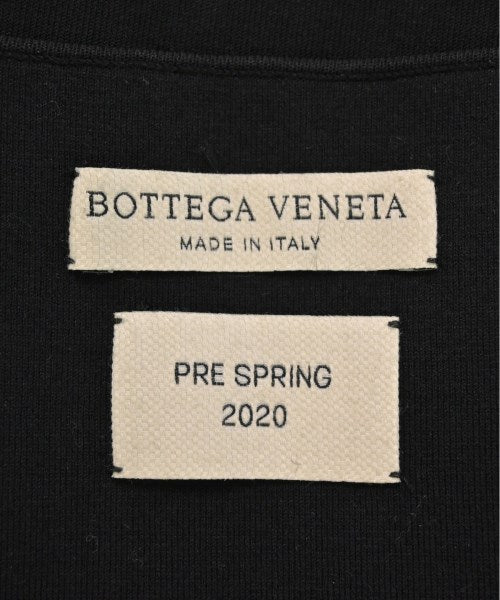 BOTTEGA VENETA
MADE IN ITALY
PRE SPRING
2020